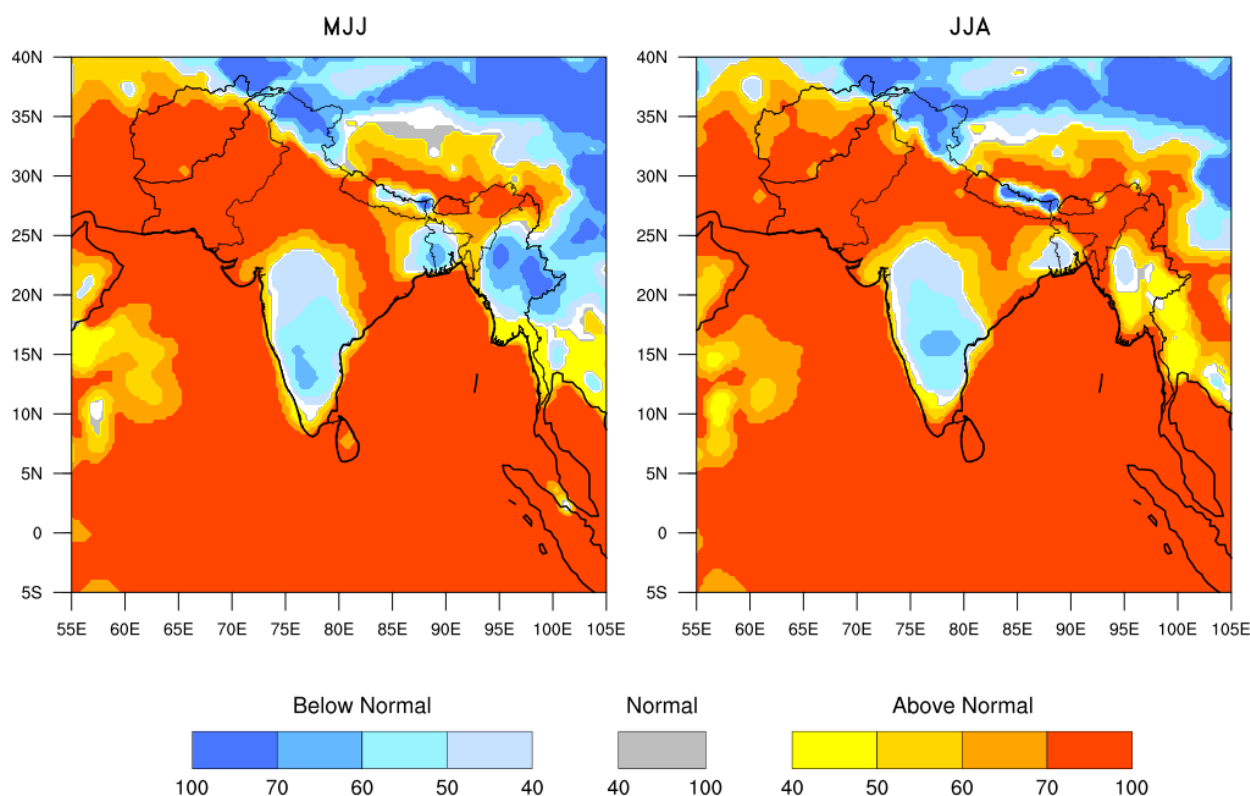 MJJ
JJA
40N
35N
30N
25N
20N
15N
10N
5N
0
5S
55E 60E 65E 70E 75E 80E 85E 90E 95E 100E 105E
40N
35N
30N
25N
20N
15N
10N
5N
0
5S
55E 60E 65E 70E 75E 80E 85E 90E 95E 100E 105E
Below Normal
100 70 60 50 40
Normal
40 100
Above Normal
40 50 60 70 100